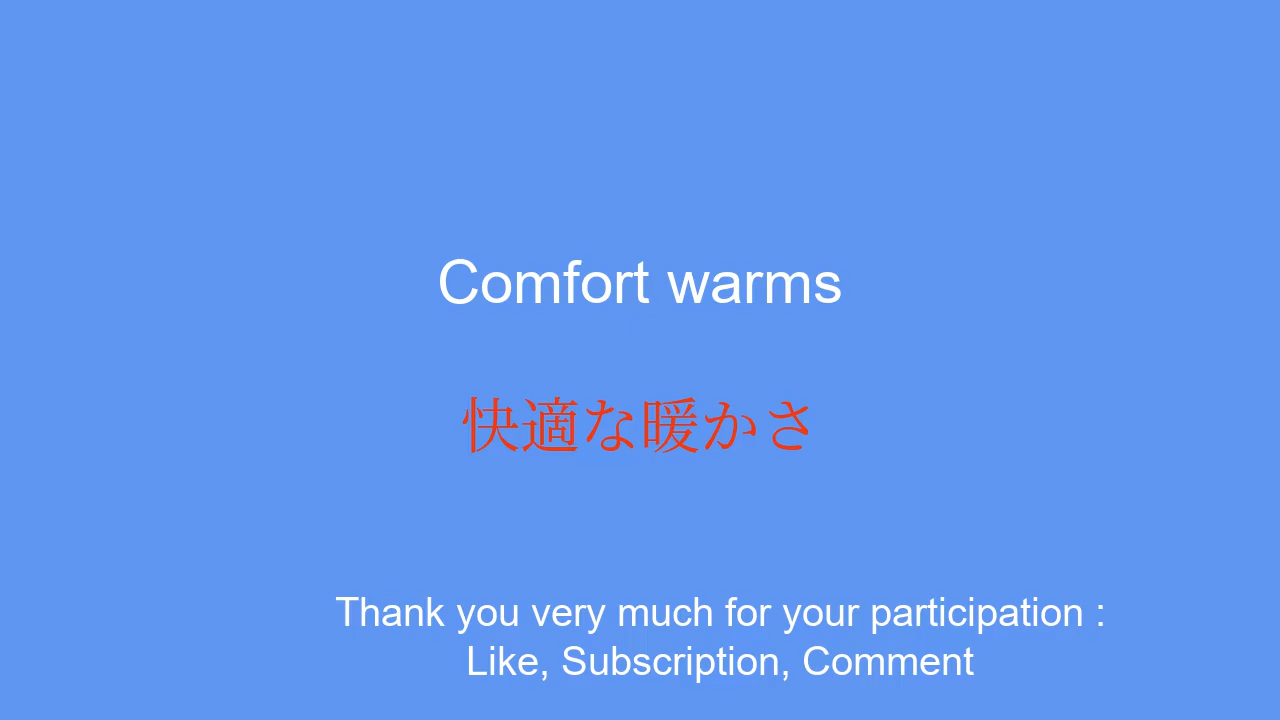 Comfort warms
快適な暖かさ
Thank you very much for your participation :
Like, Subscription, Comment